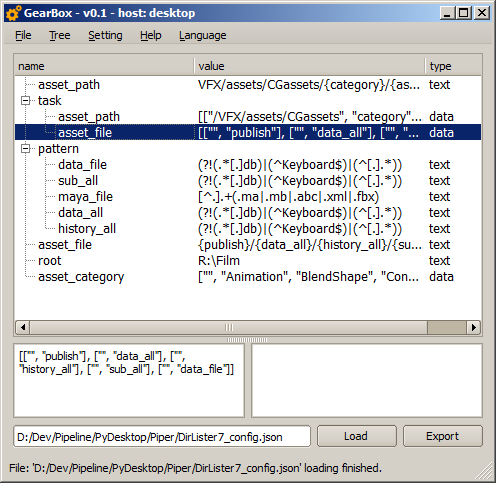 GearBox - v0.1 - host: desktop
File Tree Setting Help Language
name value type
asset_path VFX/assets/CGassets/{category}/{as... text
task
asset_path [["/VFX/assets/CGassets", "category"... data
asset_file [["", "publish"], ["", "data_all"], ["", "... data
pattern
data_file (?!(.*[.]db)|(^Keyboard$)|(^[.].*)) text
sub_all (?!(.*[.]db)|(^Keyboard$)|(^[.].*)) text
maya_file [^.].+(.ma|.mb|.abc|.xml|.fbx) text
data_all (?!(.*[.]db)|(^Keyboard$)|(^[.].*)) text
history_all (?!(.*[.]db)|(^Keyboard$)|(^[.].*)) text
asset_file {publish}/{data_all}/{history_all}/{su... text
root R:\Film text
asset_category ["", "Animation", "BlendShape", "Con... data
[["", "publish"], ["", "data_all"], ["",
"history_all"], ["", "sub_all"], ["", "data_file"]]
D:/Dev/Pipeline/PyDesktop/Piper/DirLister7_config.json Load Export
File: 'D:/Dev/Pipeline/PyDesktop/Piper/DirLister7_config.json' loading finished.